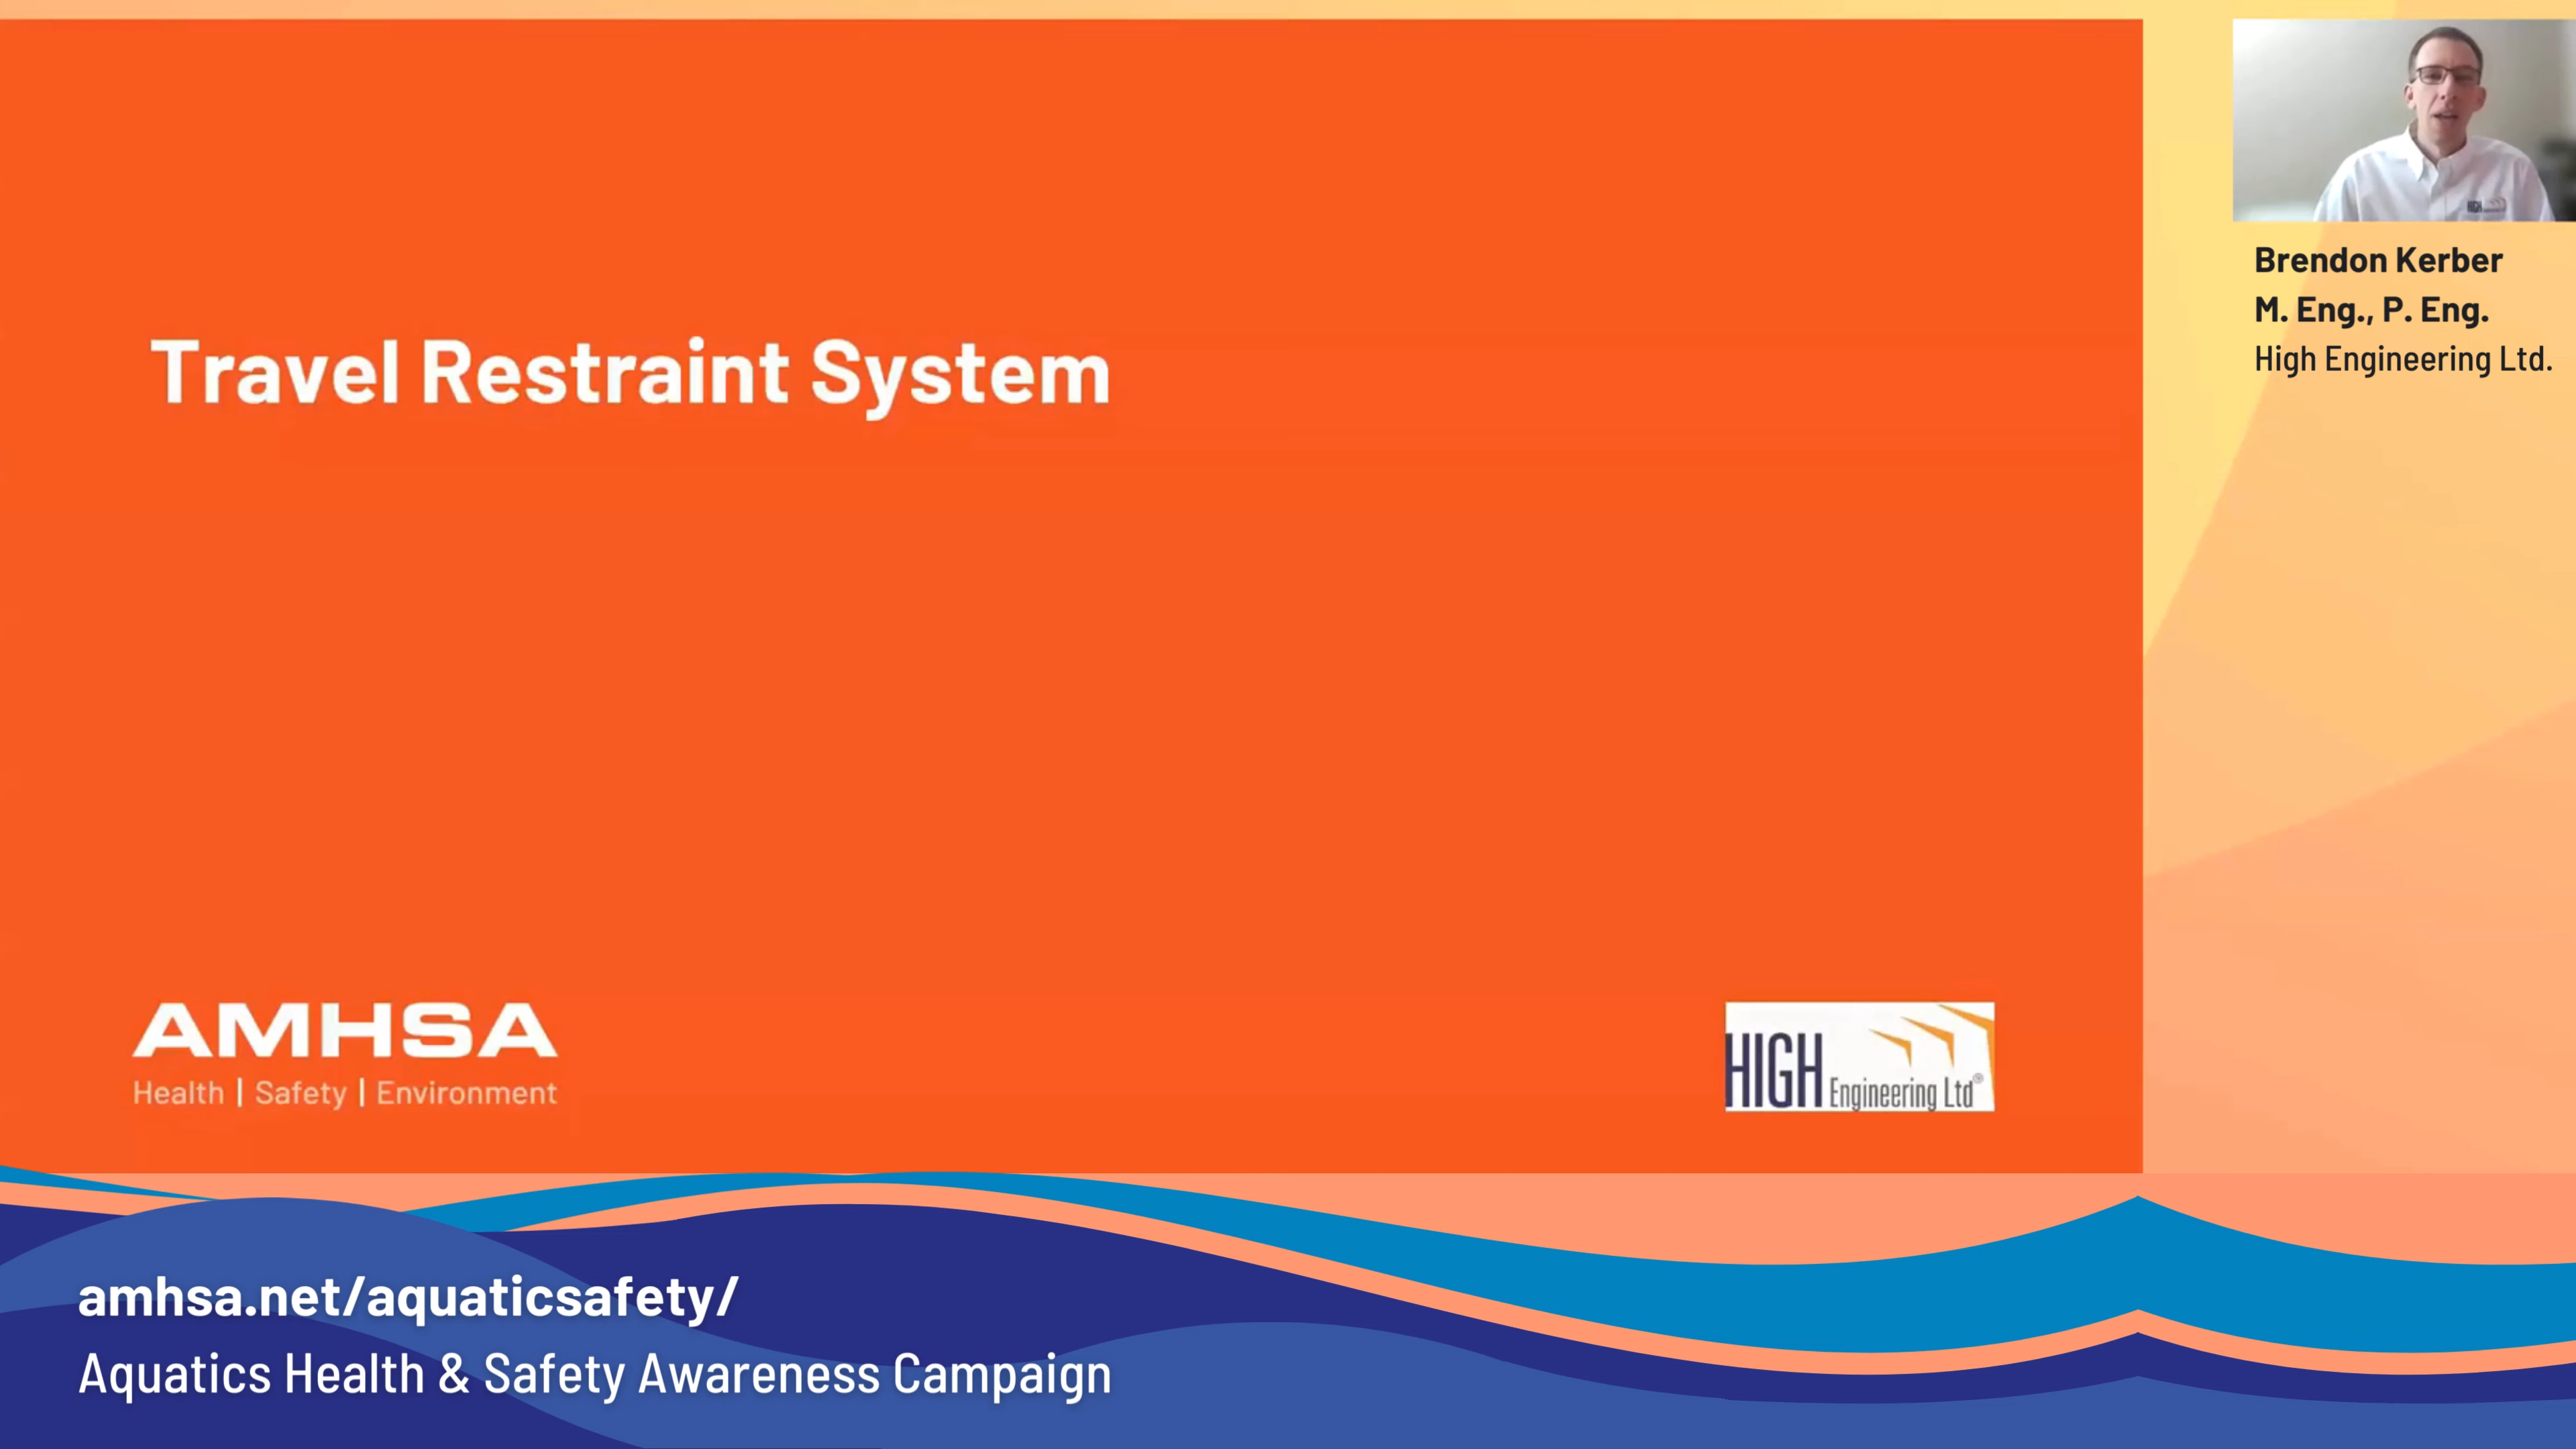 Travel Restraint System
AMHSA
Health | Safety | Environment
HIGH Engineering Ltd®
Brendon Kerber
M. Eng., P. Eng.
High Engineering Ltd.
amhsa.net/aquaticsafety/
Aquatics Health & Safety Awareness Campaign